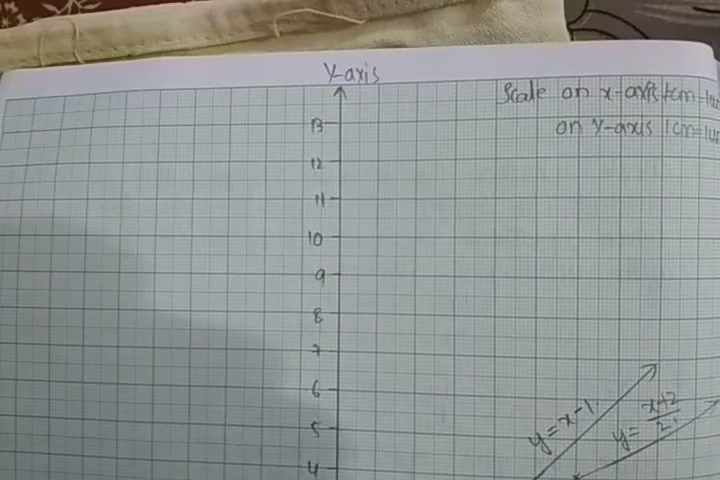 Y-axis
Scale on x-axis 1cm=1u
on Y-axis 1cm=1u
13
12
11
10
9
8
7
6
5
4
y=x-1
y=x+2/2